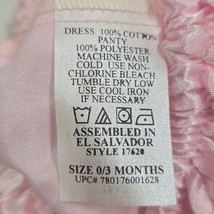 DRESS: 100% COTTON
PANTY:
100% POLYESTER
MACHINE WASH
COLD USE NON-
CHLORINE BLEACH
TUMBLE DRY LOW
USE COOL IRON
IF NECESSARY
ASSEMBLED IN
EL SALVADOR
STYLE 17620
SIZE 0/3 MONTHS
UPC# 780176001628